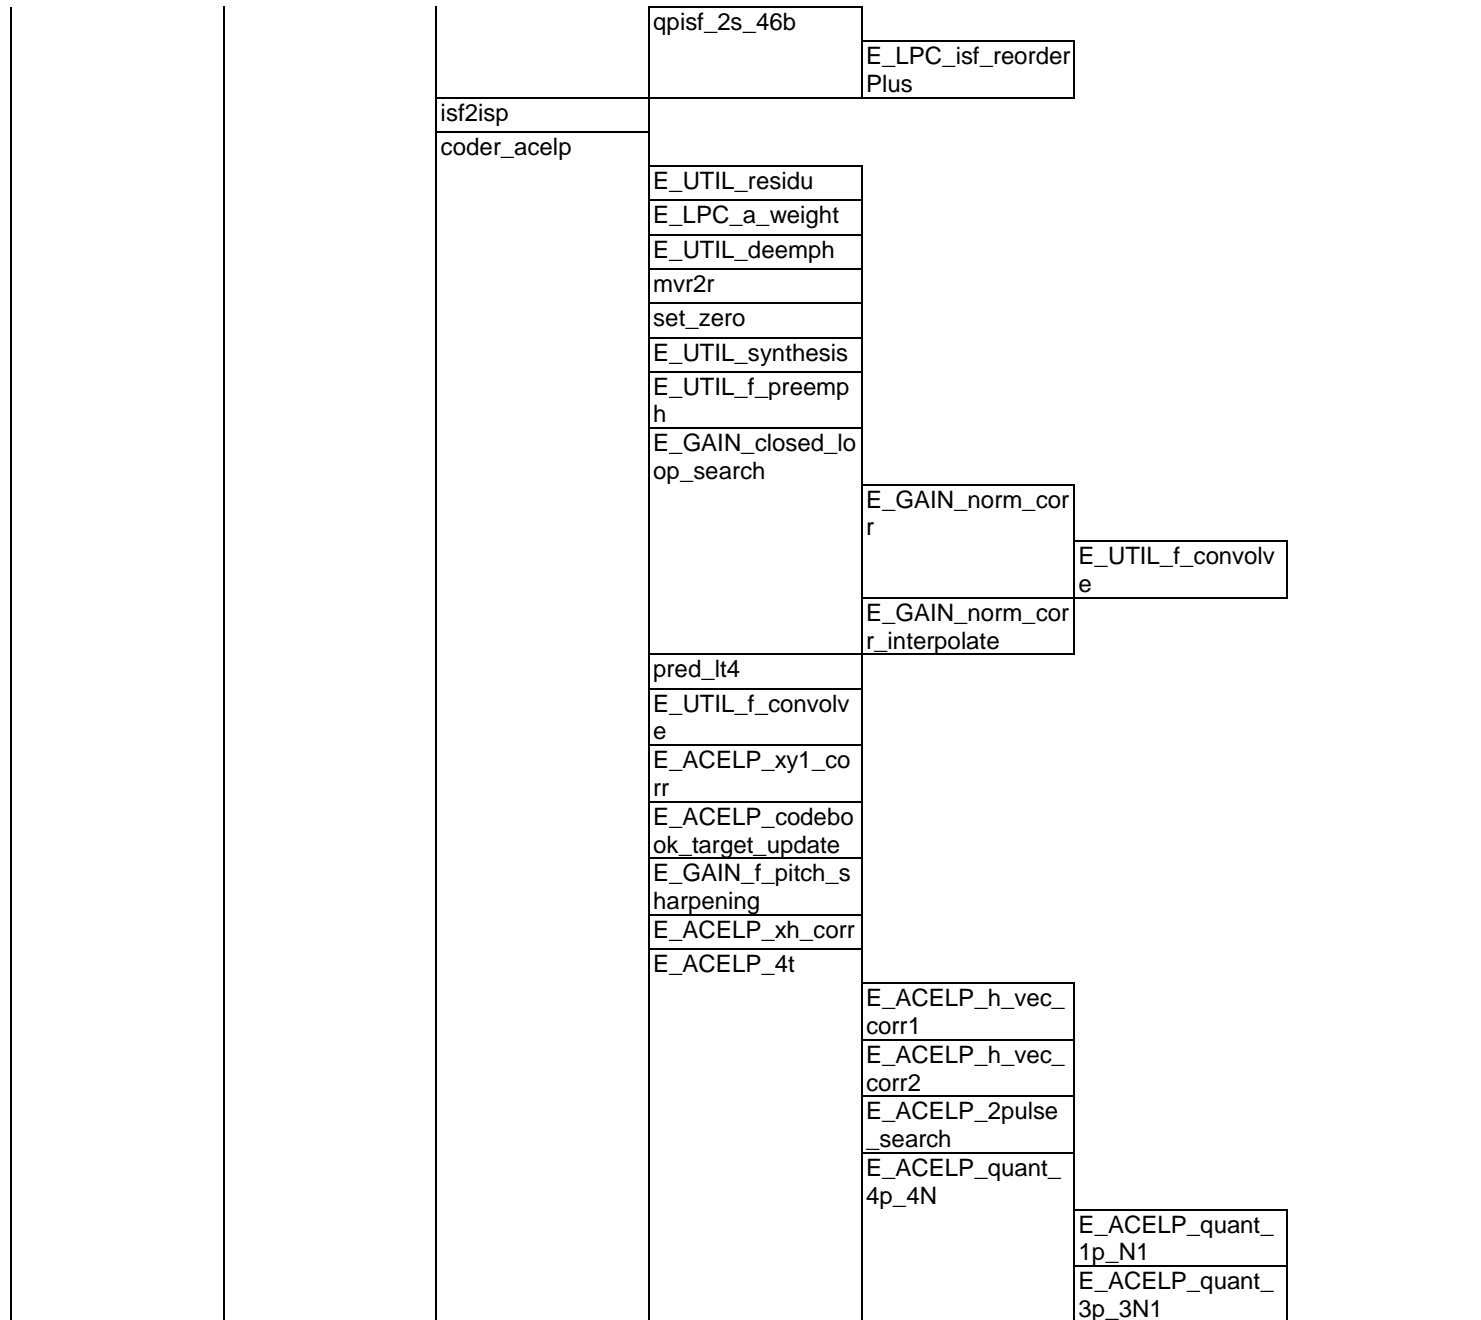 qpisf_2s_46b
E_LPC_isf_reorder
Plus
isf2isp
coder_acelp
E_UTIL_residu
E_LPC_a_weight
E_UTIL_deemph
mvr2r
set_zero
E_UTIL_synthesis
E_UTIL_f_preemp
h
E_GAIN_closed_lo
op_search
E_GAIN_norm_cor
r
E_UTIL_f_convolv
e
E_GAIN_norm_cor
r_interpolate
pred_lt4
E_UTIL_f_convolv
e
E_ACELP_xy1_co
rr
E_ACELP_codebo
ok_target_update
E_GAIN_f_pitch_s
harpening
E_ACELP_xh_corr
E_ACELP_4t
E_ACELP_h_vec_
corr1
E_ACELP_h_vec_
corr2
E_ACELP_2pulse
_search
E_ACELP_quant_
4p_4N
E_ACELP_quant_
1p_N1
E_ACELP_quant_
3p_3N1